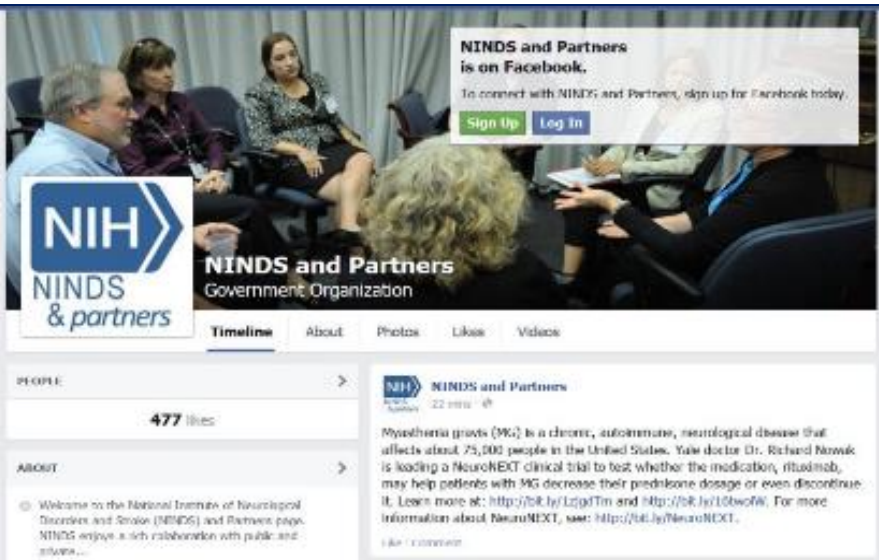 NINDS and Partners
is on Facebook.
To connect with NINDS and Partners, sign up for Facebook today.
Sign Up Log In
NIH
NINDS
& partners
NINDS and Partners
Government Organization
Timeline About Photos Likes Videos
PEOPLE >
477 likes
ABOUT >
Welcome to the National Institute of Neurological
Disorders and Stroke (NINDS) and Partners page.
NINDS enjoys a rich collaboration with public and
private...
NIH
NINDS and Partners
22 mins
Myasthenia gravis (MG) is a chronic, autoimmune, neurological disease that
affects about 75,000 people in the United States. Yale doctor Dr. Richard Nowak
is leading a NeuroNEXT clinical trial to test whether the medication, rituximab,
may help patients with MG decrease their prednisone dosage or even discontinue
it. Learn more at: and For more
information about NeuroNEXT, see: http://bit.ly/NeuroNEXT.
Like Comment